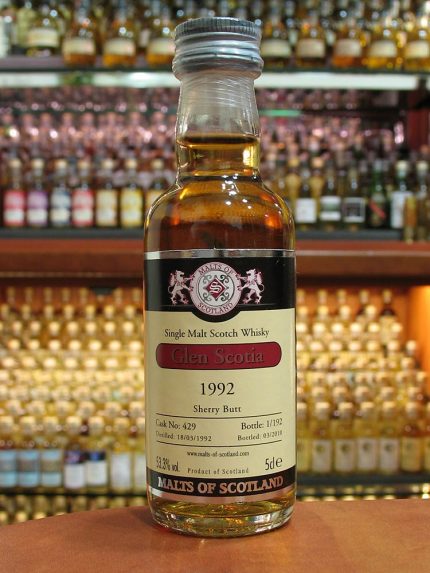 MALTS OF
SCOTLAND
Single Malt Scotch Whisky
Glen Scotia
1992
Sherry Butt
Cask No: 429 Bottle: 1/192
Distilled: 18/03/1992 Bottled: 03/2010
www.malts-of-scotland.com
53.3% vol. 5cl e
Product of Scotland
MALTS OF SCOTLAND